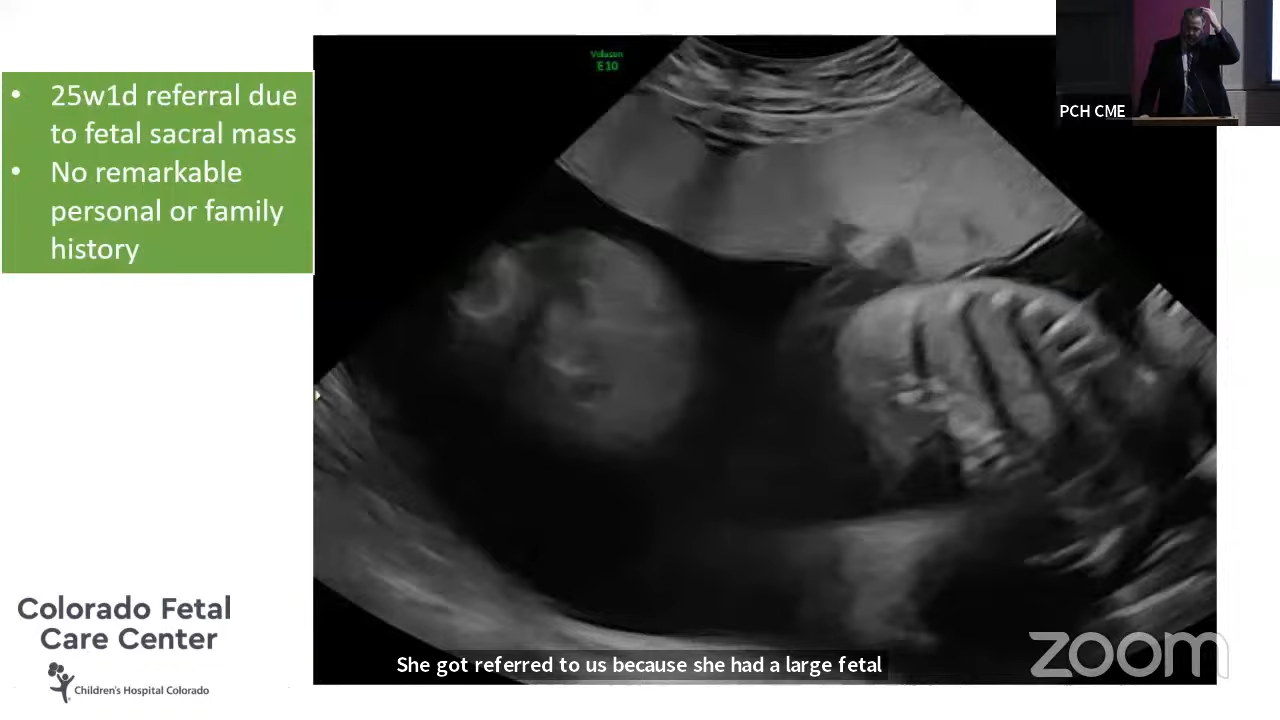 • 25w1d referral due
to fetal sacral mass
• No remarkable
personal or family
history
Voluson
E10
PCH CME
Colorado Fetal
Care Center
Children's Hospital Colorado
She got referred to us because she had a large fetal
zoom